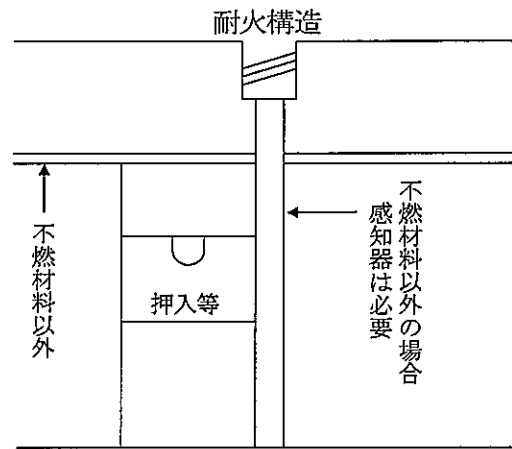 耐火構造
不燃材料以外の場合
感知器は必要
押入等
不燃材料以外